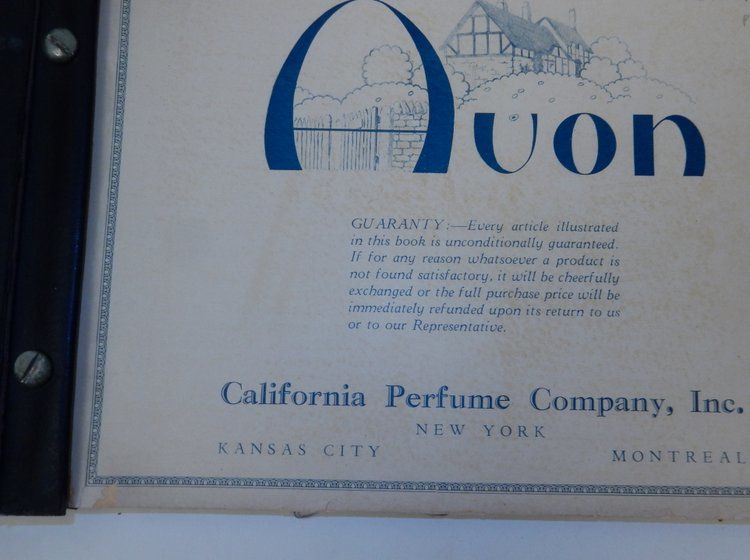 Avon
GUARANTY:—Every article illustrated
in this book is unconditionally guaranteed.
If for any reason whatsoever a product is
not found satisfactory, it will be cheerfully
exchanged or the full purchase price will be
immediately refunded upon its return to us
or to our Representative.
California Perfume Company, Inc.
NEW YORK
KANSAS CITY MONTREAL